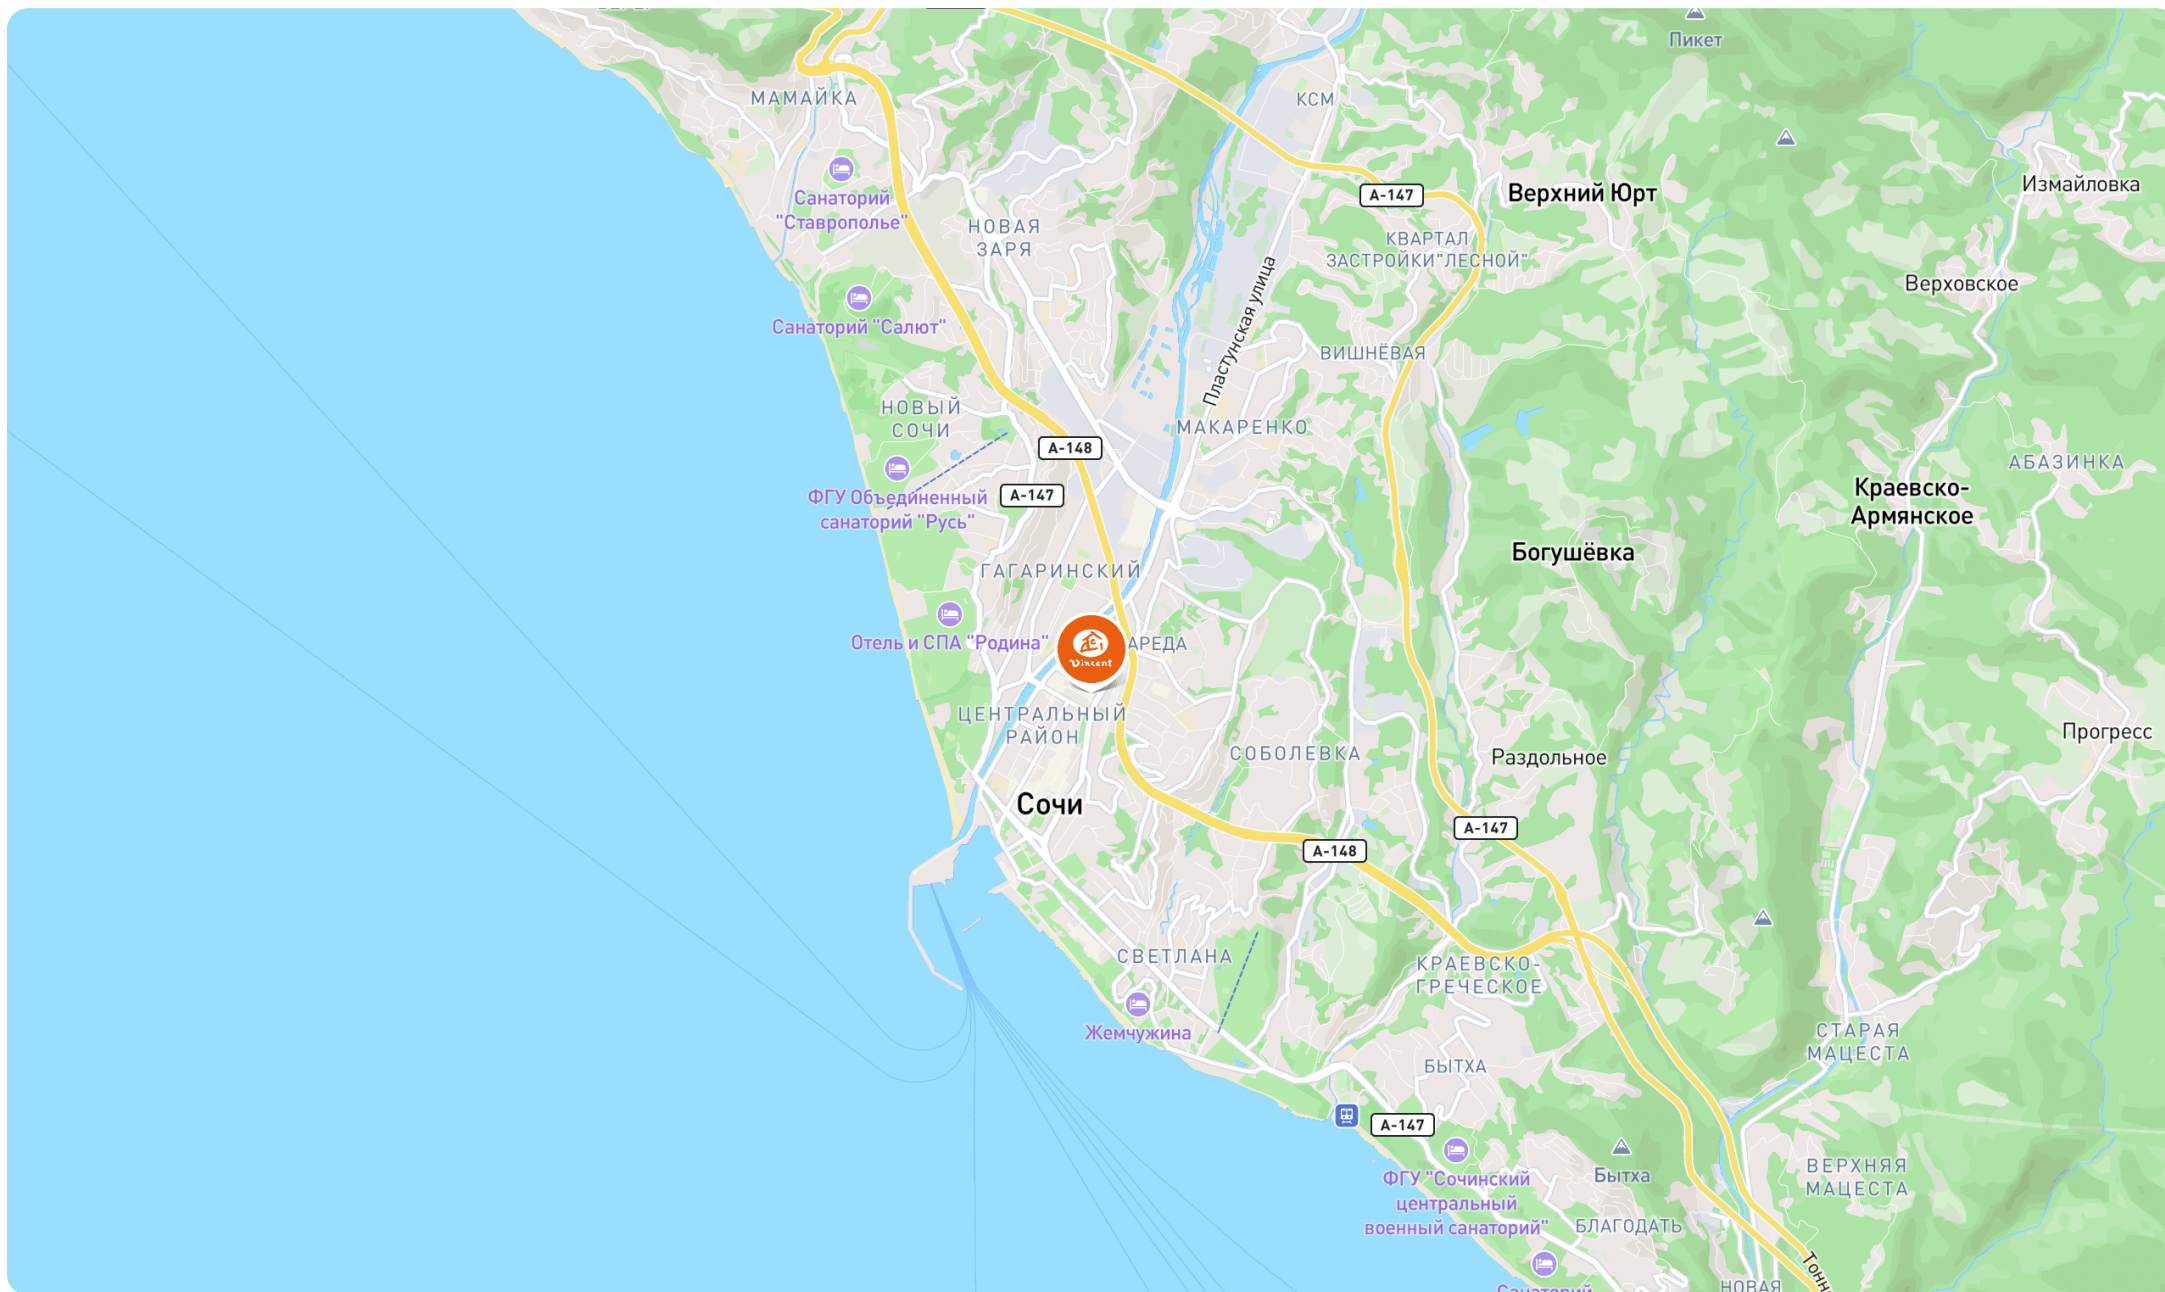 Пикет
МАМАЙКА
КСМ
Санаторий
"Ставрополье"
А-147
Верхний Юрт
Измайловка
НОВАЯ
ЗАРЯ
КВАРТАЛ
ЗАСТРОЙКИ"ЛЕСНОЙ"
Верховское
Санаторий "Салют"
Пластунская улица
ВИШНЁВАЯ
НОВЫЙ
СОЧИ
МАКАРЕНКО
А-148
АБАЗИНКА
ФГУ Объединенный
санаторий "Русь"
А-147
Краевско-
Армянское
Богушёвка
ГАГАРИНСКИЙ
Отель и СПА "Родина"
Vincent
АРЕДА
ЦЕНТРАЛЬНЫЙ
РАЙОН
СОБОЛЕВКА
Раздольное
Прогресс
Сочи
А-147
А-148
СВЕТЛАНА
КРАЕВСКО-
ГРЕЧЕСКОЕ
Жемчужина
СТАРАЯ
МАЦЕСТА
БЫТХА
А-147
ФГУ "Сочинский
центральный
военный санаторий"
Бытха
ВЕРХНЯЯ
МАЦЕСТА
БЛАГОДАТЬ
Тонн
НОВАЯ
Санаторий